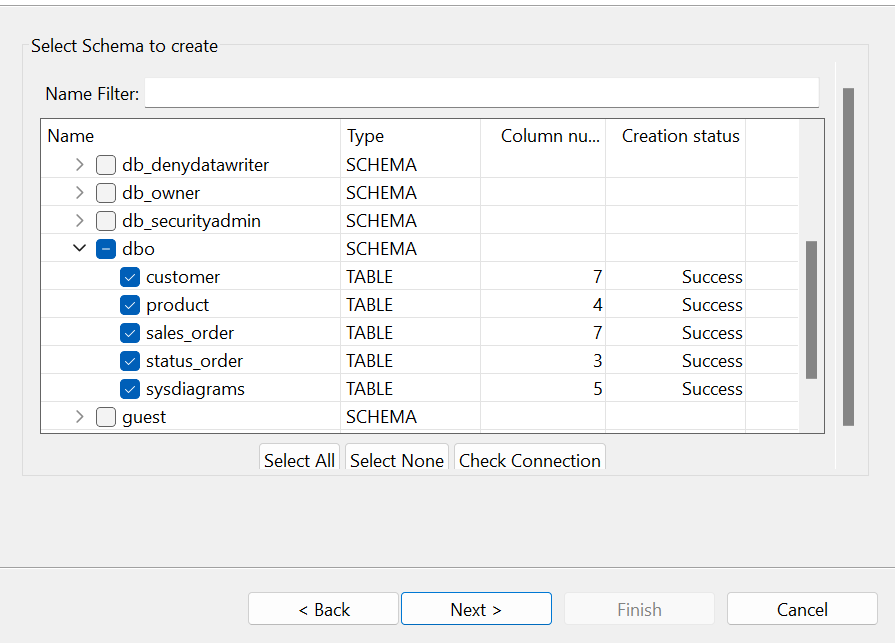 Select Schema to create
Name Filter:
Name Type Column nu... Creation status
db_denydatawriter SCHEMA
db_owner SCHEMA
db_securityadmin SCHEMA
dbo SCHEMA
customer TABLE 7 Success
product TABLE 4 Success
sales_order TABLE 7 Success
status_order TABLE 3 Success
sysdiagrams TABLE 5 Success
guest SCHEMA
Select All Select None Check Connection
< Back Next > Finish Cancel